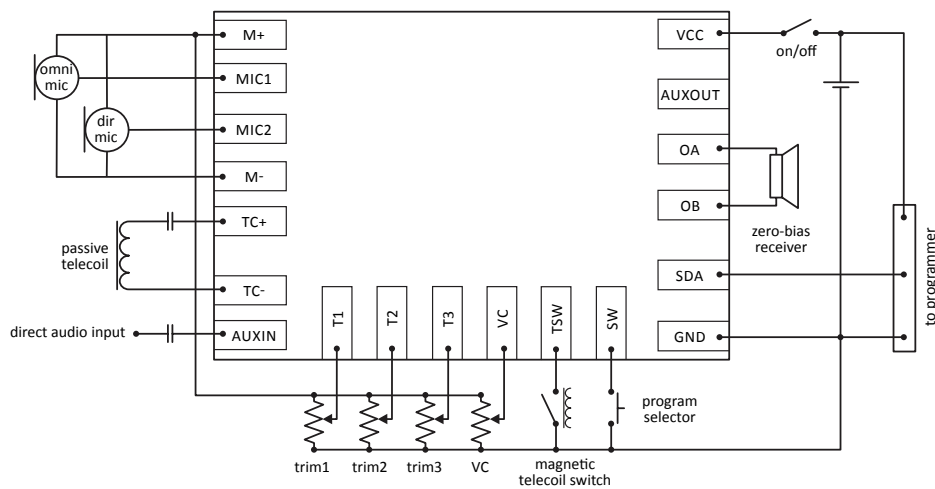 M+
VCC
on/off
omni
mic
MIC1
AUXOUT
dir
mic
MIC2
OA
M-
OB
TC+
zero-bias
receiver
passive
telecoil
SDA
to programmer
TC-
direct audio input
AUXIN
T1
T2
T3
VC
TSW
SW
GND
program
selector
trim1
trim2
trim3
VC
magnetic
telecoil switch